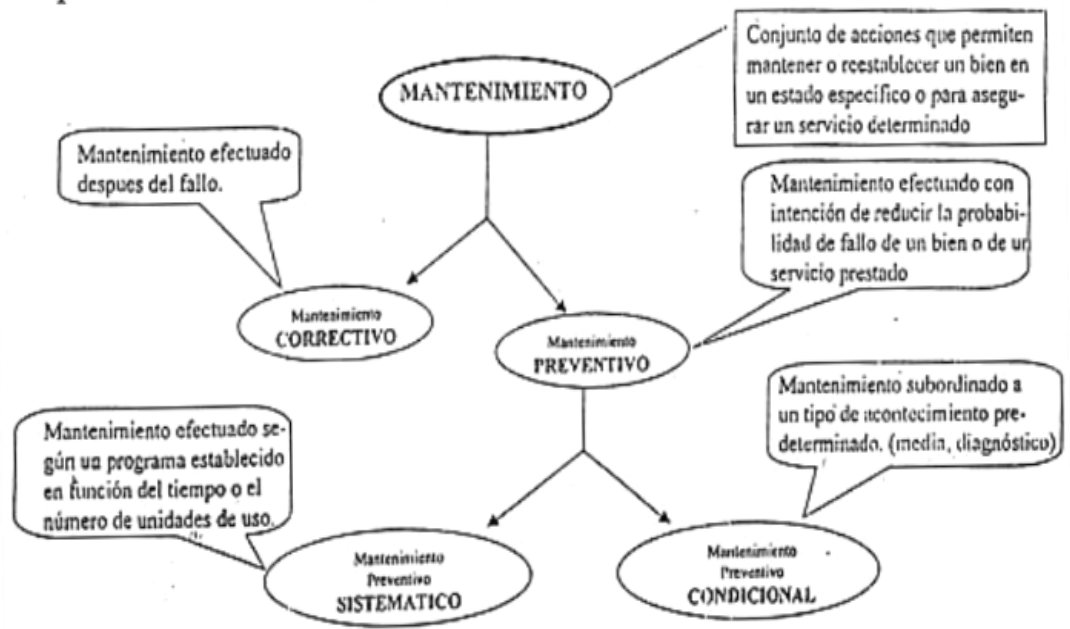 MANTENIMIENTO
Conjunto de acciones que permiten
mantener o reestablecer un bien en
un estado específico o para asegu-
rar un servicio determinado
Mantenimiento efectuado
despues del fallo.
Mantenimiento efectuado con
intención de reducir la probabi-
lidad de fallo de un bien o de un
servicio prestado
Mantenimiento
CORRECTIVO
Mantenimiento
PREVENTIVO
Mantenimiento subordinado a
un tipo de acontecimiento pre-
determinado. (media, diagnóstico)
Mantenimiento efectuado se-
gún un programa establecido
en función del tiempo o el
número de unidades de uso.
Mantenimiento
Preventivo
SISTEMATICO
Mantenimiento
Preventivo
CONDICIONAL